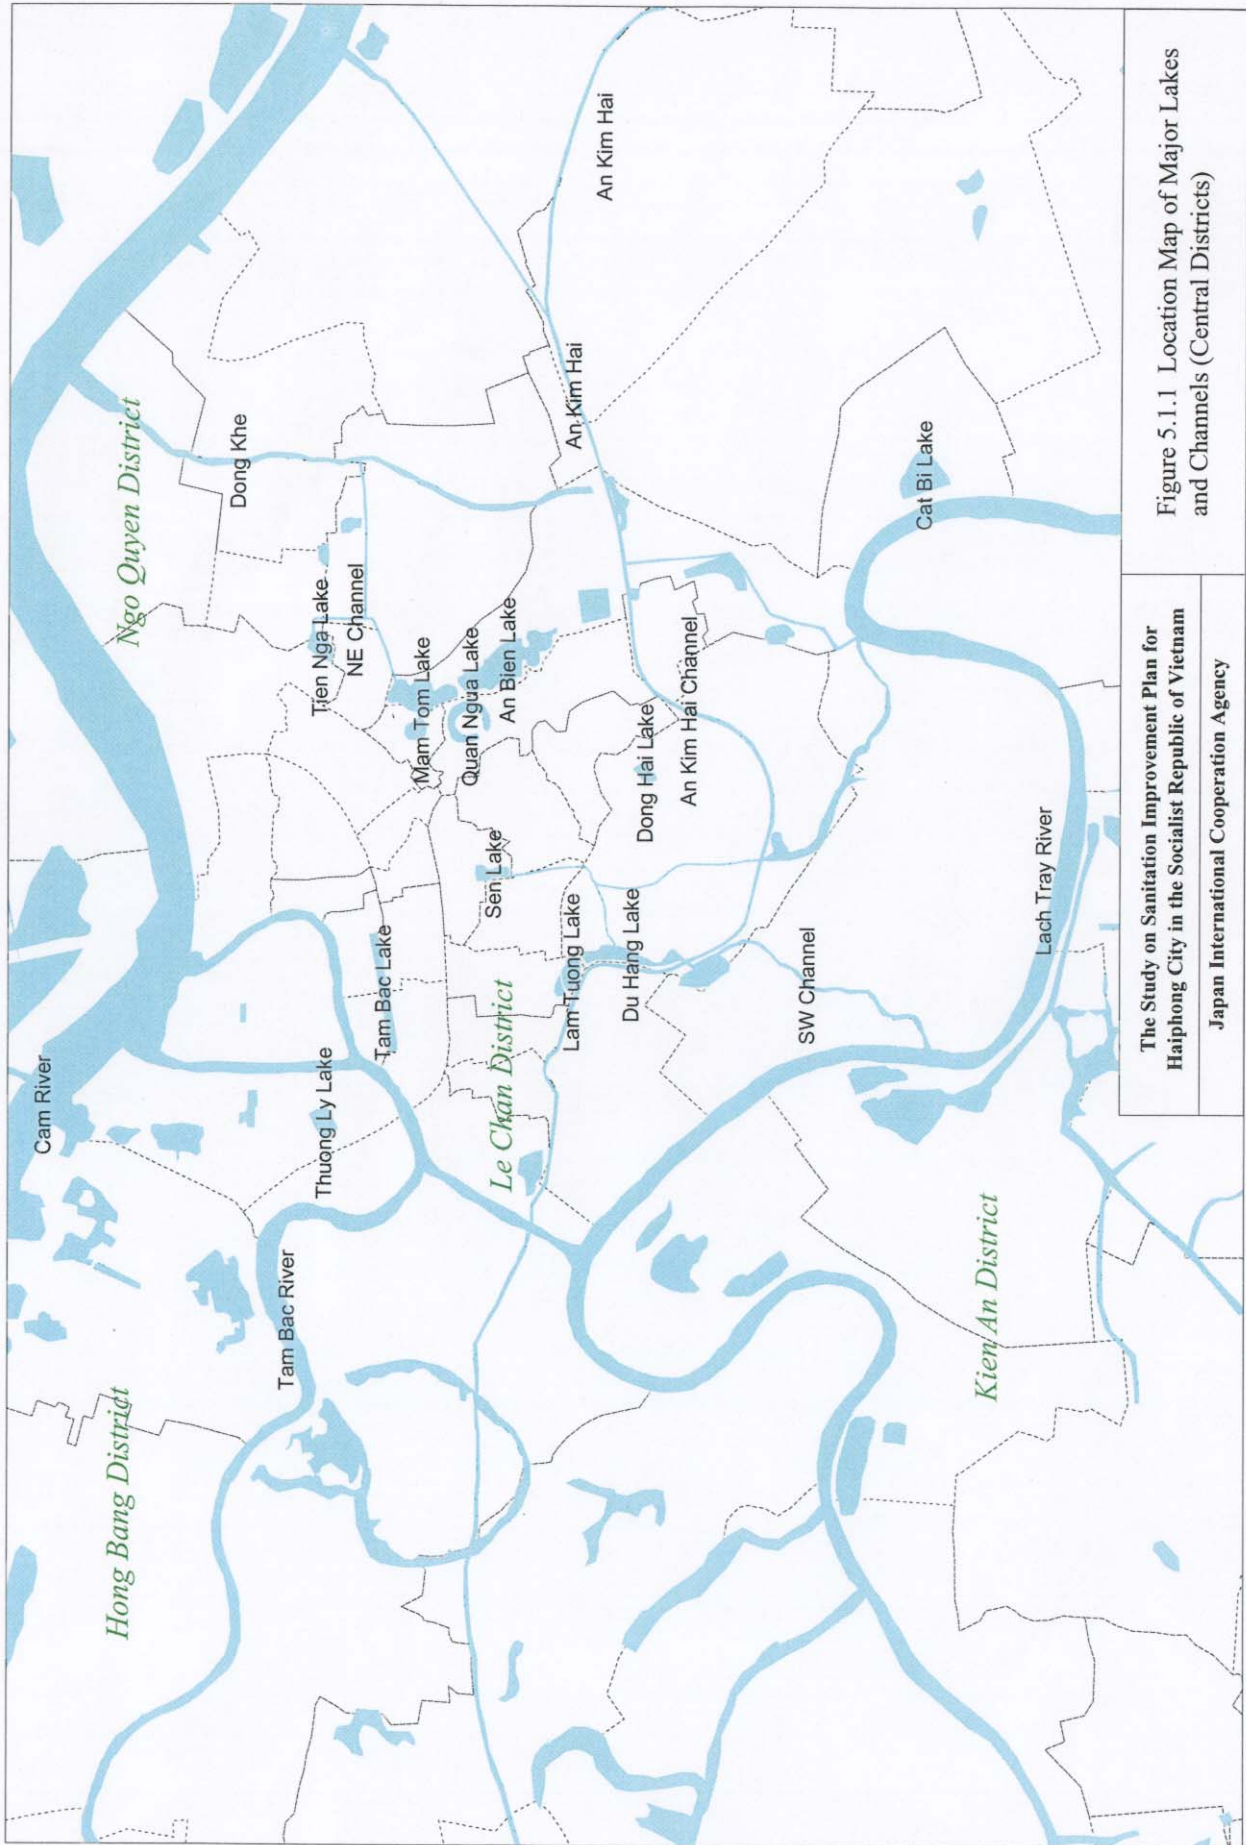 Cam River
Hong Bang District
Ngo Quyen District
Dong Khe
Tam Bac River
Thuong Ly Lake
Tien Nga Lake
NE Channel
Tam Bac Lake
Mam Tom Lake
Quan Ngua Lake
An Bien Lake
Sen Lake
Le Chan District
Lam Tuong Lake
An Kim Hai
An Kim Hai
Du Hang Lake
Dong Hai Lake
An Kim Hai Channel
SW Channel
Cat Bi Lake
Kien An District
Lach Tray River
The Study on Sanitation Improvement Plan for
Haiphong City in the Socialist Republic of Vietnam
Japan International Cooperation Agency
Figure 5.1.1 Location Map of Major Lakes
and Channels (Central Districts)